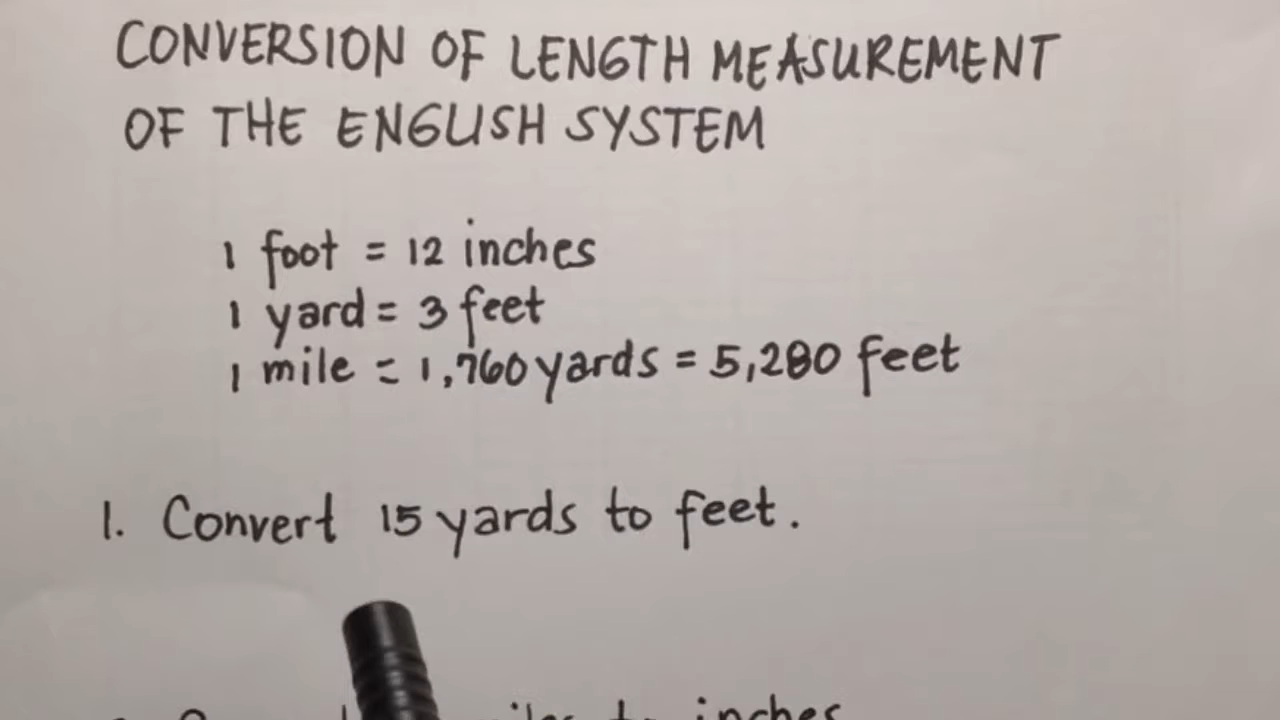 CONVERSION OF LENGTH MEASUREMENT
OF THE ENGLISH SYSTEM
1 foot = 12 inches
1 yard = 3 feet
1 mile = 1,760 yards = 5,280 feet
1. Convert 15 yards to feet.
to inches